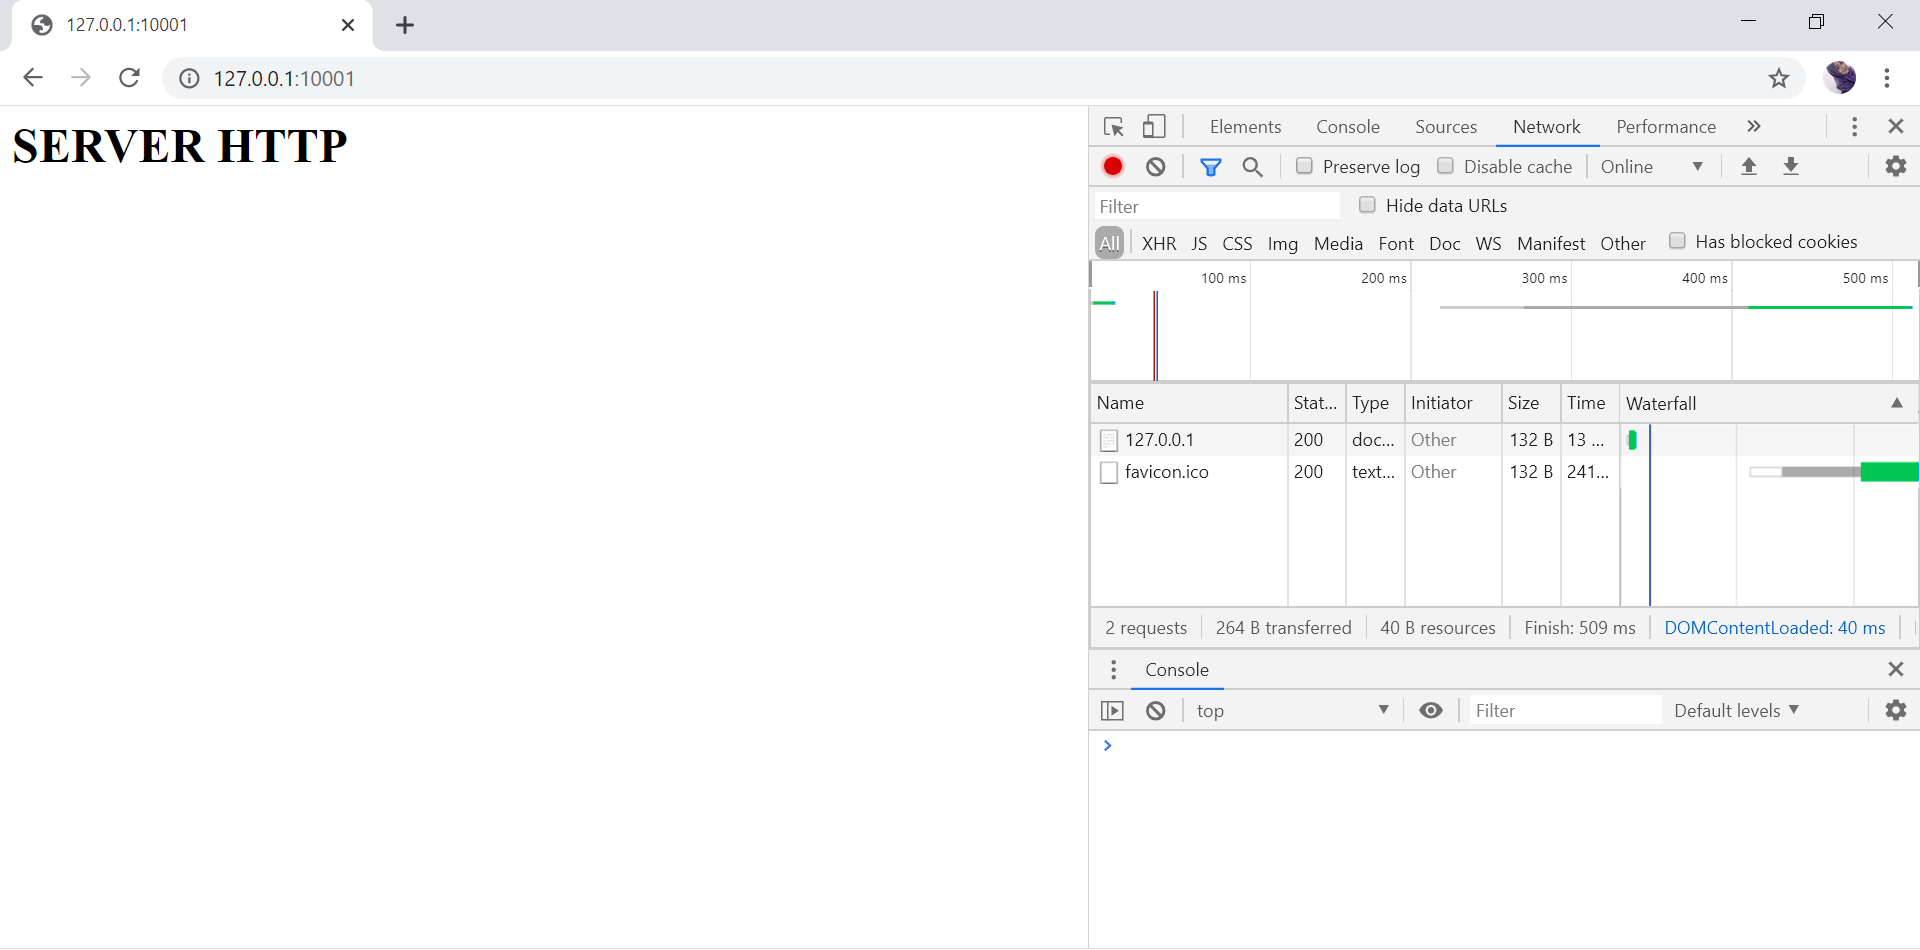 127.0.0.1:10001
127.0.0.1:10001
SERVER HTTP
Elements Console Sources Network Performance
Preserve log Disable cache Online
Filter Hide data URLs
All XHR JS CSS Img Media Font Doc WS Manifest Other Has blocked cookies
100 ms 200 ms 300 ms 400 ms 500 ms
Name Stat... Type Initiator Size Time Waterfall
127.0.0.1 200 doc... Other 132 B 13 ...
favicon.ico 200 text... Other 132 B 241...
2 requests 264 B transferred 40 B resources Finish: 509 ms DOMContentLoaded: 40 ms
Console
top Filter Default levels